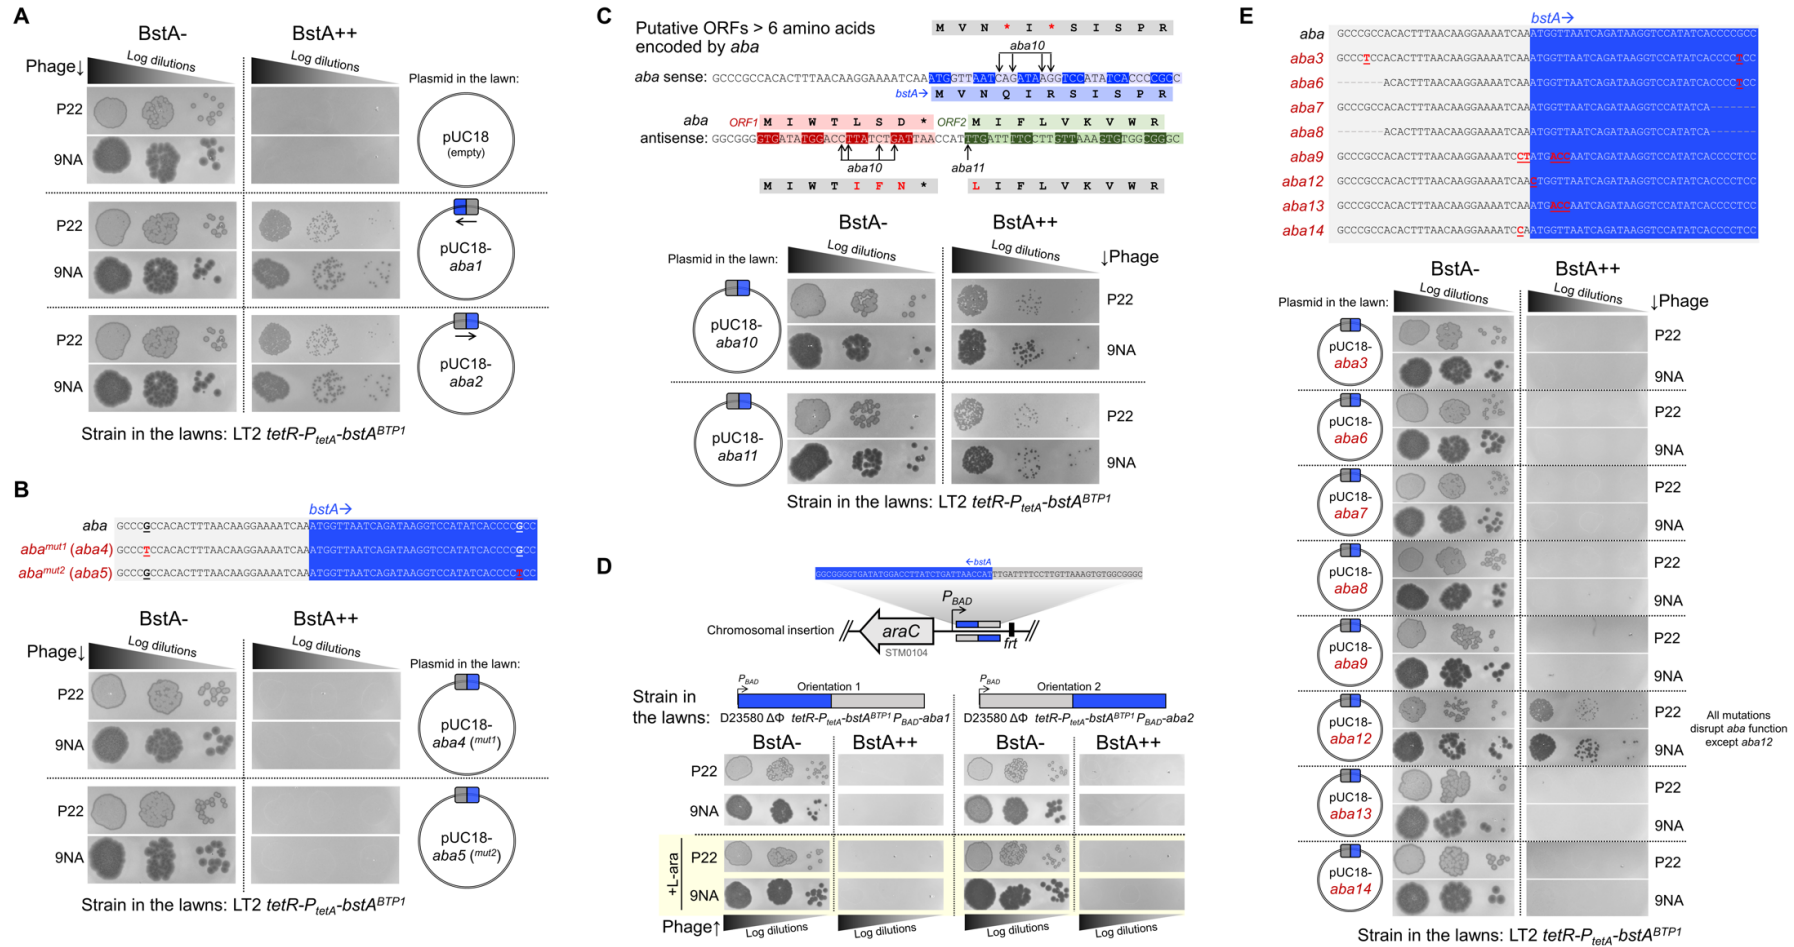 A
BstA-
BstA++
Phage↓
Log dilutions
Log dilutions
Plasmid in the lawn:
P22
9NA
pUC18
(empty)
P22
9NA
pUC18-
aba1
P22
9NA
pUC18-
aba2
Strain in the lawns: LT2 tetR-PtetA-bstABTP1
B
bstA→
aba GCCCGCCACACTTTAACAAGGAAAATCAAATGGTTAATCAGATAAGGTCCATATCACCCCGCC
abamut1 (aba4) GCCCTCCACACTTTAACAAGGAAAATCAAATGGTTAATCAGATAAGGTCCATATCACCCCGCC
abamut2 (aba5)
BstA-
BstA++
Phage↓
Log dilutions
Log dilutions
Plasmid in the lawn:
P22
9NA
pUC18-
aba4 (mut1)
P22
9NA
pUC18-
aba5 (mut2)
Strain in the lawns: LT2 tetR-PtetA-bstABTP1
C
Putative ORFs > 6 amino acids
encoded by aba
M V N * I * S I S P R
aba10
aba sense: GCCCGCCACACTTTAACAAGGAAAATCAAATGGTTAATCAGATAAGGTCCATATCACCCCGCC
bstA→ M V N Q I R S I S P R
aba
antisense:
ORF1 M I W T L S D *
ORF2 M I F L V K V W R
GGCGGGGTGATATGGACCTTATCTGATTAACCATTTGATTTTCCTTGTTAAAGTGTGGCGGGC
aba10
aba11
M I W T I F N *
L I F L V K V W R
BstA-
BstA++
Plasmid in the lawn:
Log dilutions
Log dilutions
↓Phage
pUC18-
aba10
P22
9NA
pUC18-
aba11
P22
9NA
Strain in the lawns: LT2 tetR-PtetA-bstABTP1
D
←bstA
GGCGGGGTGATATGGACCTTATCTGATTAACCATTTGATTTTCCTTGTTAAAGTGTGGCGGGC
PBAD
Chromosomal insertion
araC
STM0104
frt
Strain in
the lawns:
PBAD
Orientation 1
D23580 ΔΦ tetR-PtetA-bstABTP1 PBAD-aba1
PBAD
Orientation 2
D23580 ΔΦ tetR-PtetA-bstABTP1 PBAD-aba2
BstA-
BstA++
BstA-
BstA++
P22
9NA
+L-ara
P22
9NA
Phage↑
Log dilutions
Log dilutions
Log dilutions
Log dilutions
E
bstA→
aba GCCCGCCACACTTTAACAAGGAAAATCAAATGGTTAATCAGATAAGGTCCATATCACCCCGCC
aba3
aba6
aba7 GCCCGCCACACTTTAACAAGGAAAATCAAATGGTTAATCAGATAAGGTCCATATCA------
aba8 ------ACACTTTAACAAGGAAAATCAAATGGTTAATCAGATAAGGTCCATATCA------
aba9
aba12
aba13
aba14
BstA-
BstA++
Plasmid in the lawn:
Log dilutions
Log dilutions
↓Phage
pUC18-
aba3
P22
9NA
pUC18-
aba6
P22
9NA
pUC18-
aba7
P22
9NA
pUC18-
aba8
P22
9NA
pUC18-
aba9
P22
9NA
pUC18-
aba12
P22
9NA
All mutations
disrupt aba function
except aba12
pUC18-
aba13
P22
9NA
pUC18-
aba14
P22
9NA
Strain in the lawns: LT2 tetR-PtetA-bstABTP1